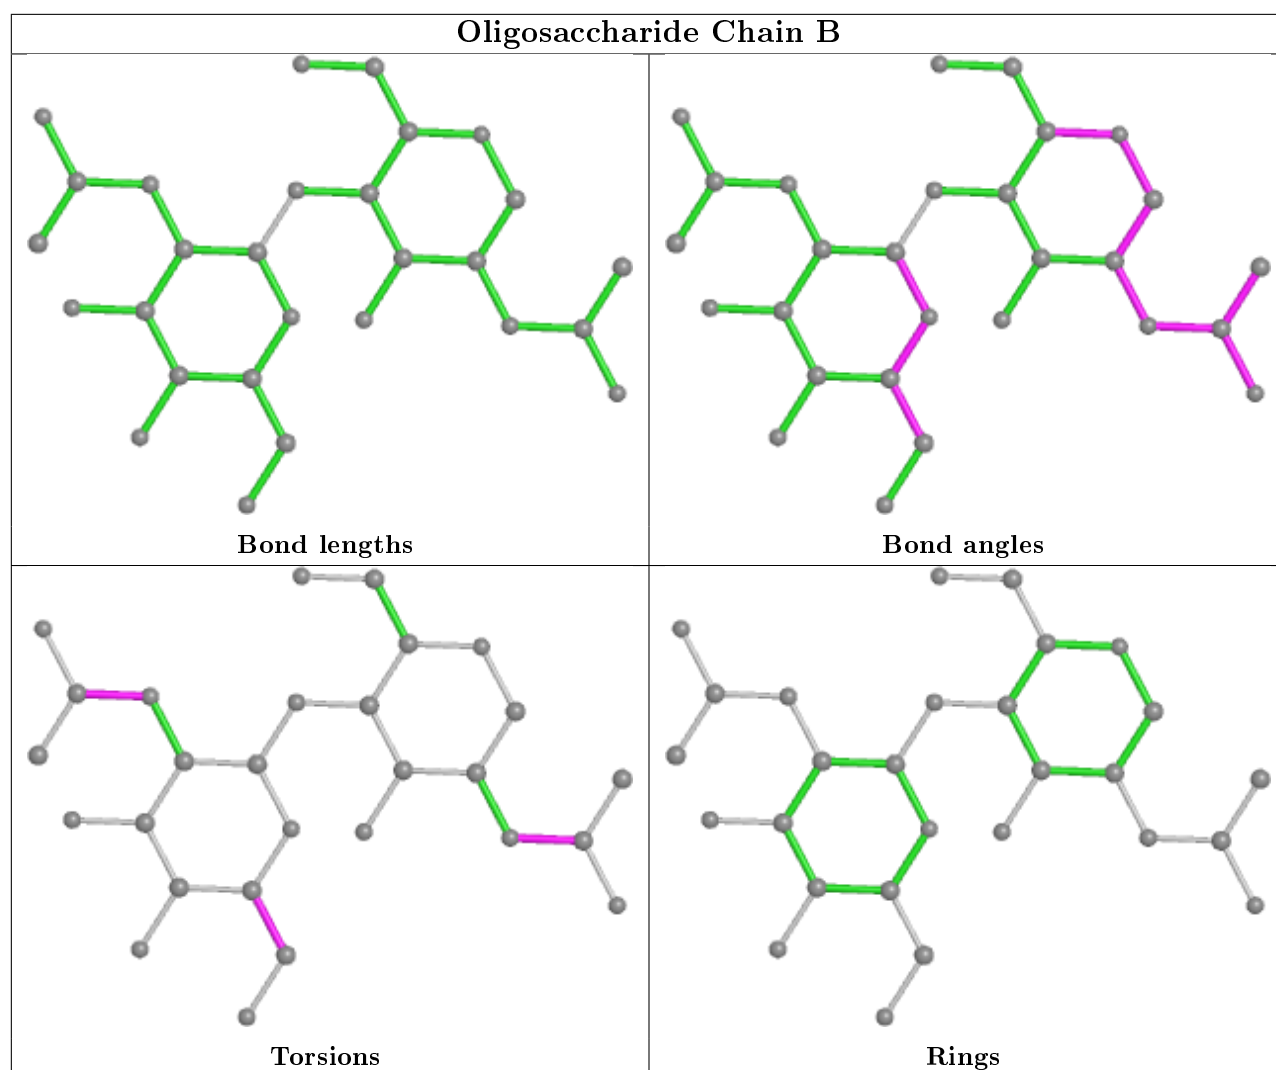 Oligosaccharide Chain B
Bond lengths
Bond angles
Torsions
Rings